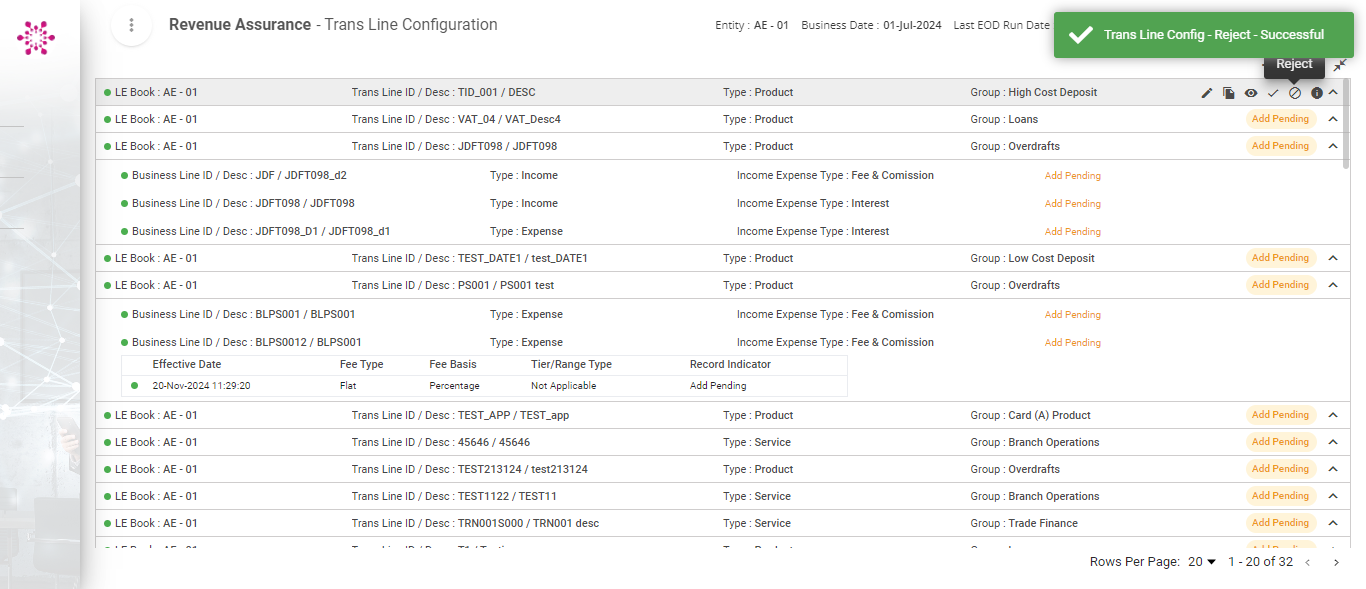 Revenue Assurance - Trans Line Configuration
Entity : AE - 01 Business Date : 01-Jul-2024 Last EOD Run Date
Trans Line Config - Reject - Successful
Reject
LE Book : AE - 01 Trans Line ID / Desc : TID_001 / DESC Type : Product Group : High Cost Deposit
LE Book : AE - 01 Trans Line ID / Desc : VAT_04 / VAT_Desc4 Type : Product Group : Loans Add Pending
LE Book : AE - 01 Trans Line ID / Desc : JDFT098 / JDFT098 Type : Product Group : Overdrafts Add Pending
Business Line ID / Desc : JDF / JDFT098_d2 Type : Income Income Expense Type : Fee & Comission Add Pending
Business Line ID / Desc : JDFT098 / JDFT098 Type : Income Income Expense Type : Interest Add Pending
Business Line ID / Desc : JDFT098_D1 / JDFT098_d1 Type : Expense Income Expense Type : Interest Add Pending
LE Book : AE - 01 Trans Line ID / Desc : TEST_DATE1 / test_DATE1 Type : Product Group : Low Cost Deposit Add Pending
LE Book : AE - 01 Trans Line ID / Desc : PS001 / PS001 test Type : Product Group : Overdrafts Add Pending
Business Line ID / Desc : BLPS001 / BLPS001 Type : Expense Income Expense Type : Fee & Comission Add Pending
Business Line ID / Desc : BLPS0012 / BLPS001 Type : Expense Income Expense Type : Fee & Comission Add Pending
Effective Date Fee Type Fee Basis Tier/Range Type Record Indicator
20-Nov-2024 11:29:20 Flat Percentage Not Applicable Add Pending
LE Book : AE - 01 Trans Line ID / Desc : TEST_APP / TEST_app Type : Product Group : Card (A) Product Add Pending
LE Book : AE - 01 Trans Line ID / Desc : 45646 / 45646 Type : Service Group : Branch Operations Add Pending
LE Book : AE - 01 Trans Line ID / Desc : TEST213124 / test213124 Type : Product Group : Overdrafts Add Pending
LE Book : AE - 01 Trans Line ID / Desc : TEST1122 / TEST11 Type : Service Group : Branch Operations Add Pending
LE Book : AE - 01 Trans Line ID / Desc : TRN001S000 / TRN001 desc Type : Service Group : Trade Finance Add Pending
Rows Per Page: 20 1 - 20 of 32